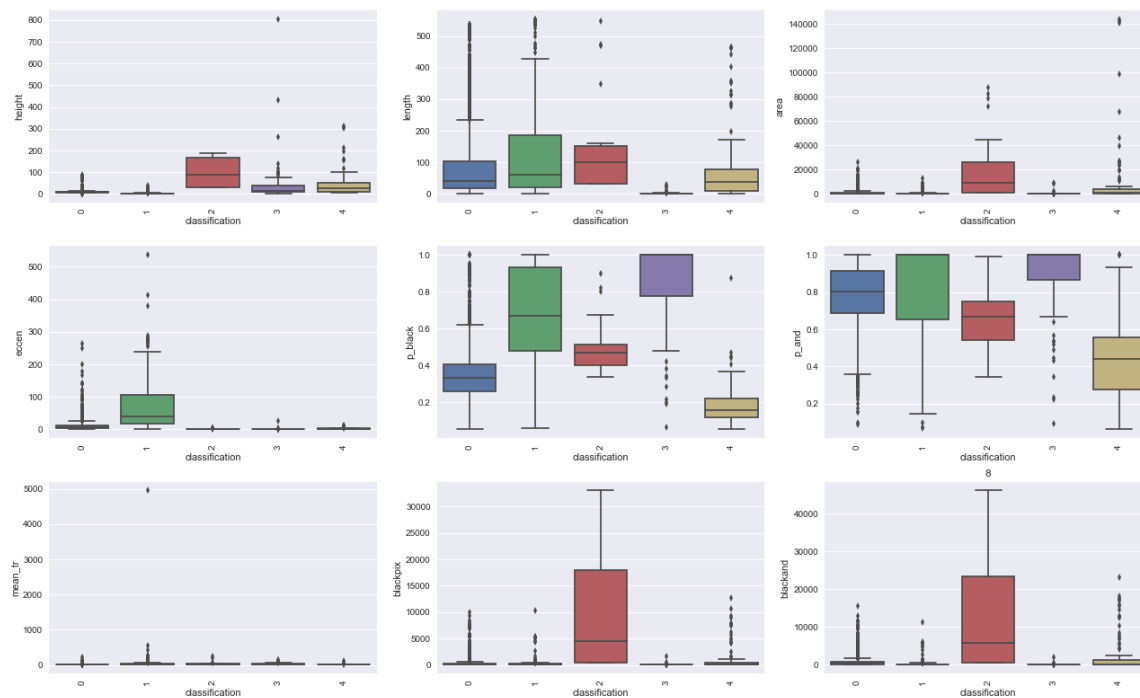 800
700
600
500
400
300
200
100
0
height
0 1 2 3 4
classification
500
400
300
200
100
0
length
0 1 2 3 4
classification
140000
120000
100000
80000
60000
40000
20000
0
area
0 1 2 3 4
classification
500
400
300
200
100
0
eccen
0 1 2 3 4
classification
1.0
0.8
0.6
0.4
0.2
p_black
0 1 2 3 4
classification
1.0
0.8
0.6
0.4
0.2
p_and
0 1 2 3 4
classification
5000
4000
3000
2000
1000
0
mean_tr
0 1 2 3 4
classification
30000
25000
20000
15000
10000
5000
0
blackpix
0 1 2 3 4
classification
8
40000
30000
20000
10000
0
blackand
0 1 2 3 4
classification